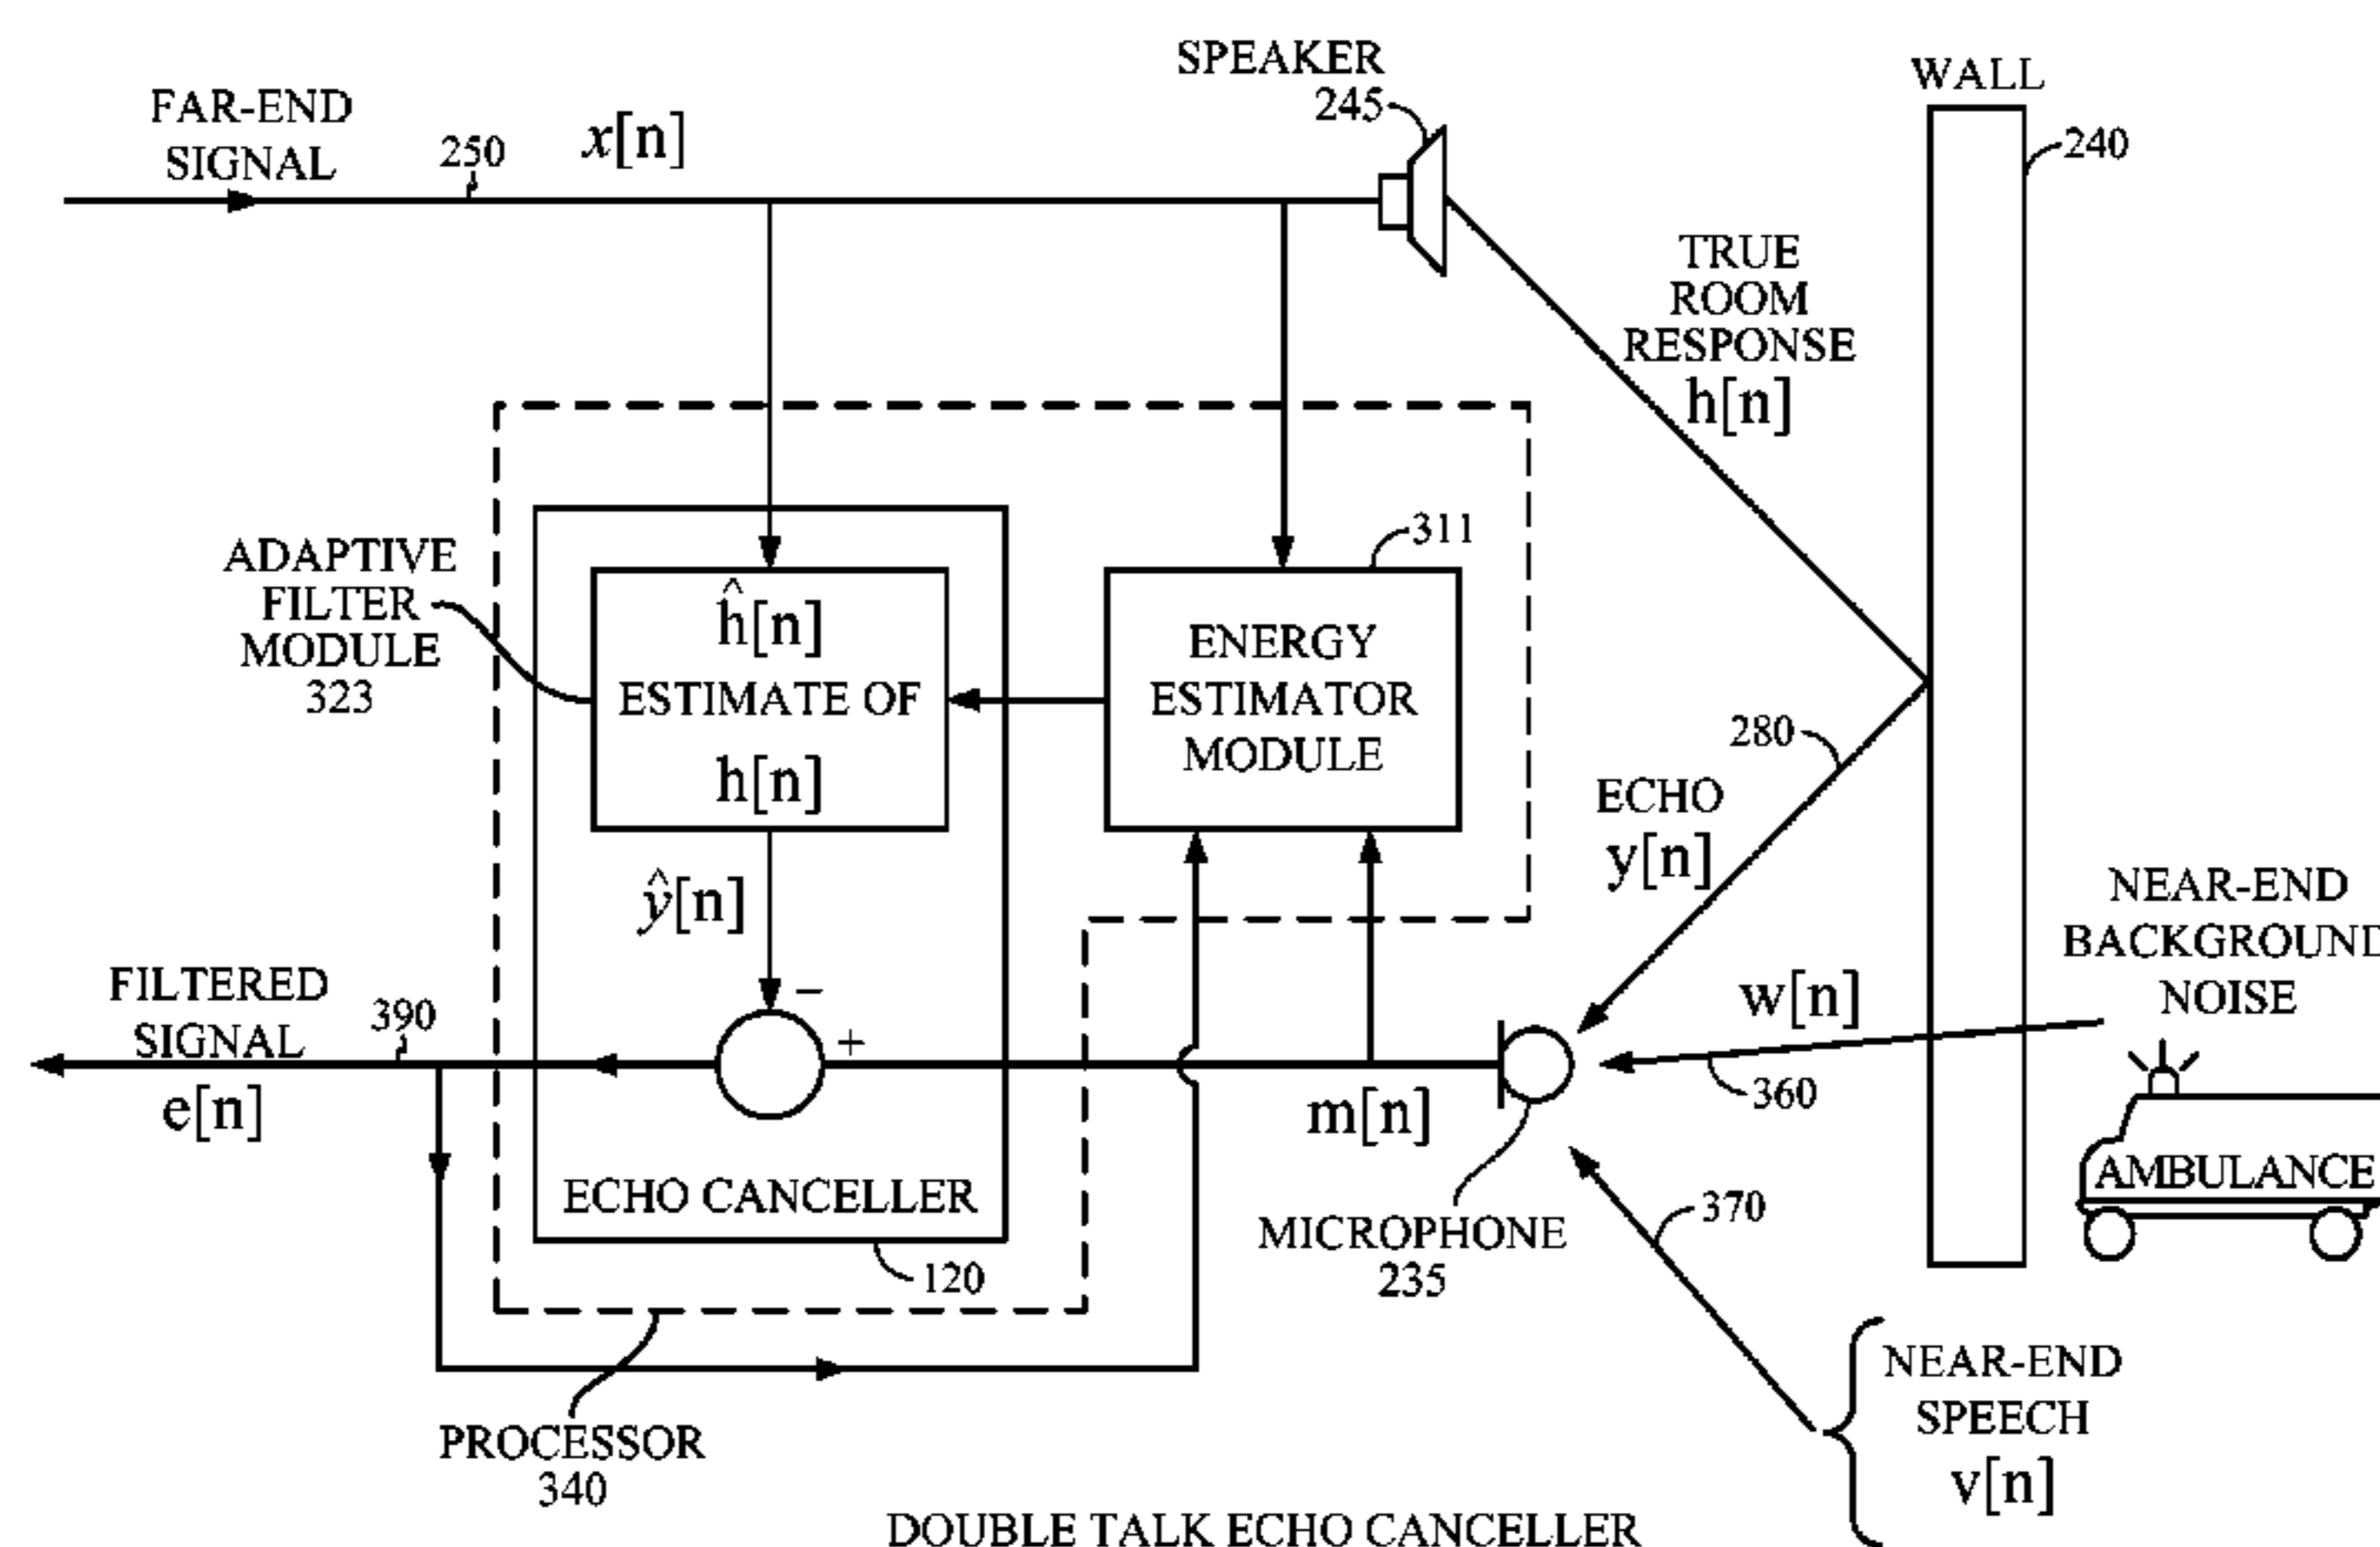 FAR-END
SIGNAL
250
x[n]
SPEAKER
245
WALL
240
TRUE
ROOM
RESPONSE
h[n]
ADAPTIVE
FILTER
MODULE
323
ĥ[n]
ESTIMATE OF
h[n]
311
ENERGY
ESTIMATOR
MODULE
280
ECHO
y[n]
ŷ[n]
−
+
FILTERED
SIGNAL
390
e[n]
m[n]
w[n]
360
NEAR-END
BACKGROUND
NOISE
AMBULANCE
ECHO CANCELLER
120
MICROPHONE
235
370
NEAR-END
SPEECH
v[n]
PROCESSOR
340
DOUBLE TALK ECHO CANCELLER